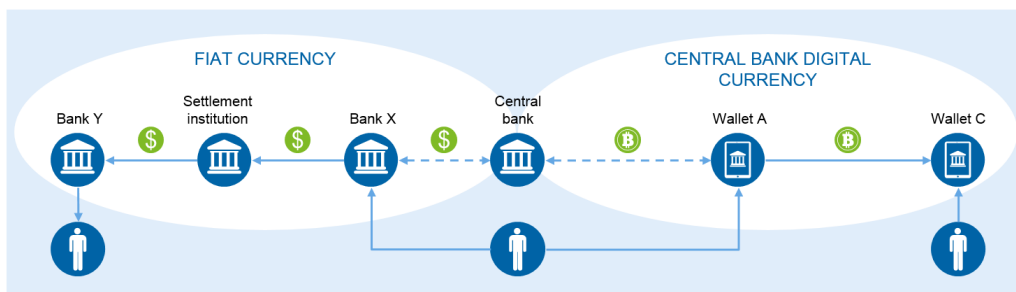 FIAT CURRENCY
CENTRAL BANK DIGITAL
CURRENCY
Bank Y
Settlement
institution
Bank X
Central
bank
Wallet A
Wallet C
$
$
$
₿
₿